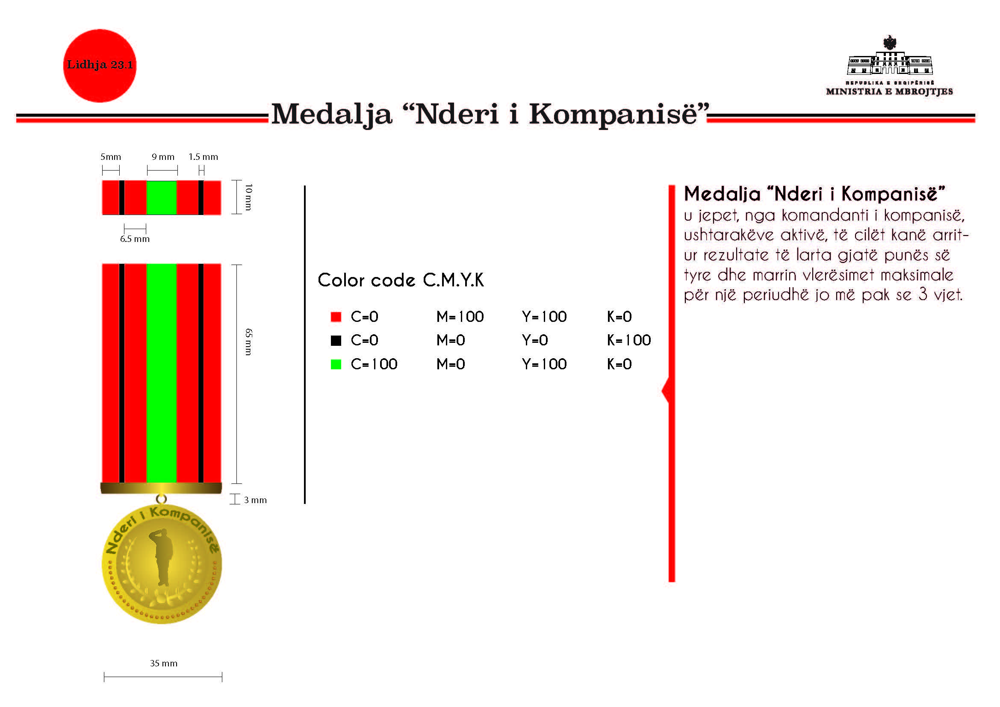 Lidhja 23.1
REPUBLIKA E SHQIPËRISË
MINISTRIA E MBROJTJES
Medalja “Nderi i Kompanisë”
5mm 9 mm 1.5 mm
10 mm
6.5 mm
65 mm
3 mm
Nderi i Kompanisë
35 mm
Color code C.M.Y.K
C=0 M=100 Y=100 K=0
C=0 M=0 Y=0 K=100
C=100 M=0 Y=100 K=0
Medalja “Nderi i Kompanisë”
u jepet, nga komandanti i kompanisë,
ushtarakëve aktivë, të cilët kanë arrit-
ur rezultate të larta gjatë punës së
tyre dhe marrin vlerësimet maksimale
për një periudhë jo më pak se 3 vjet.